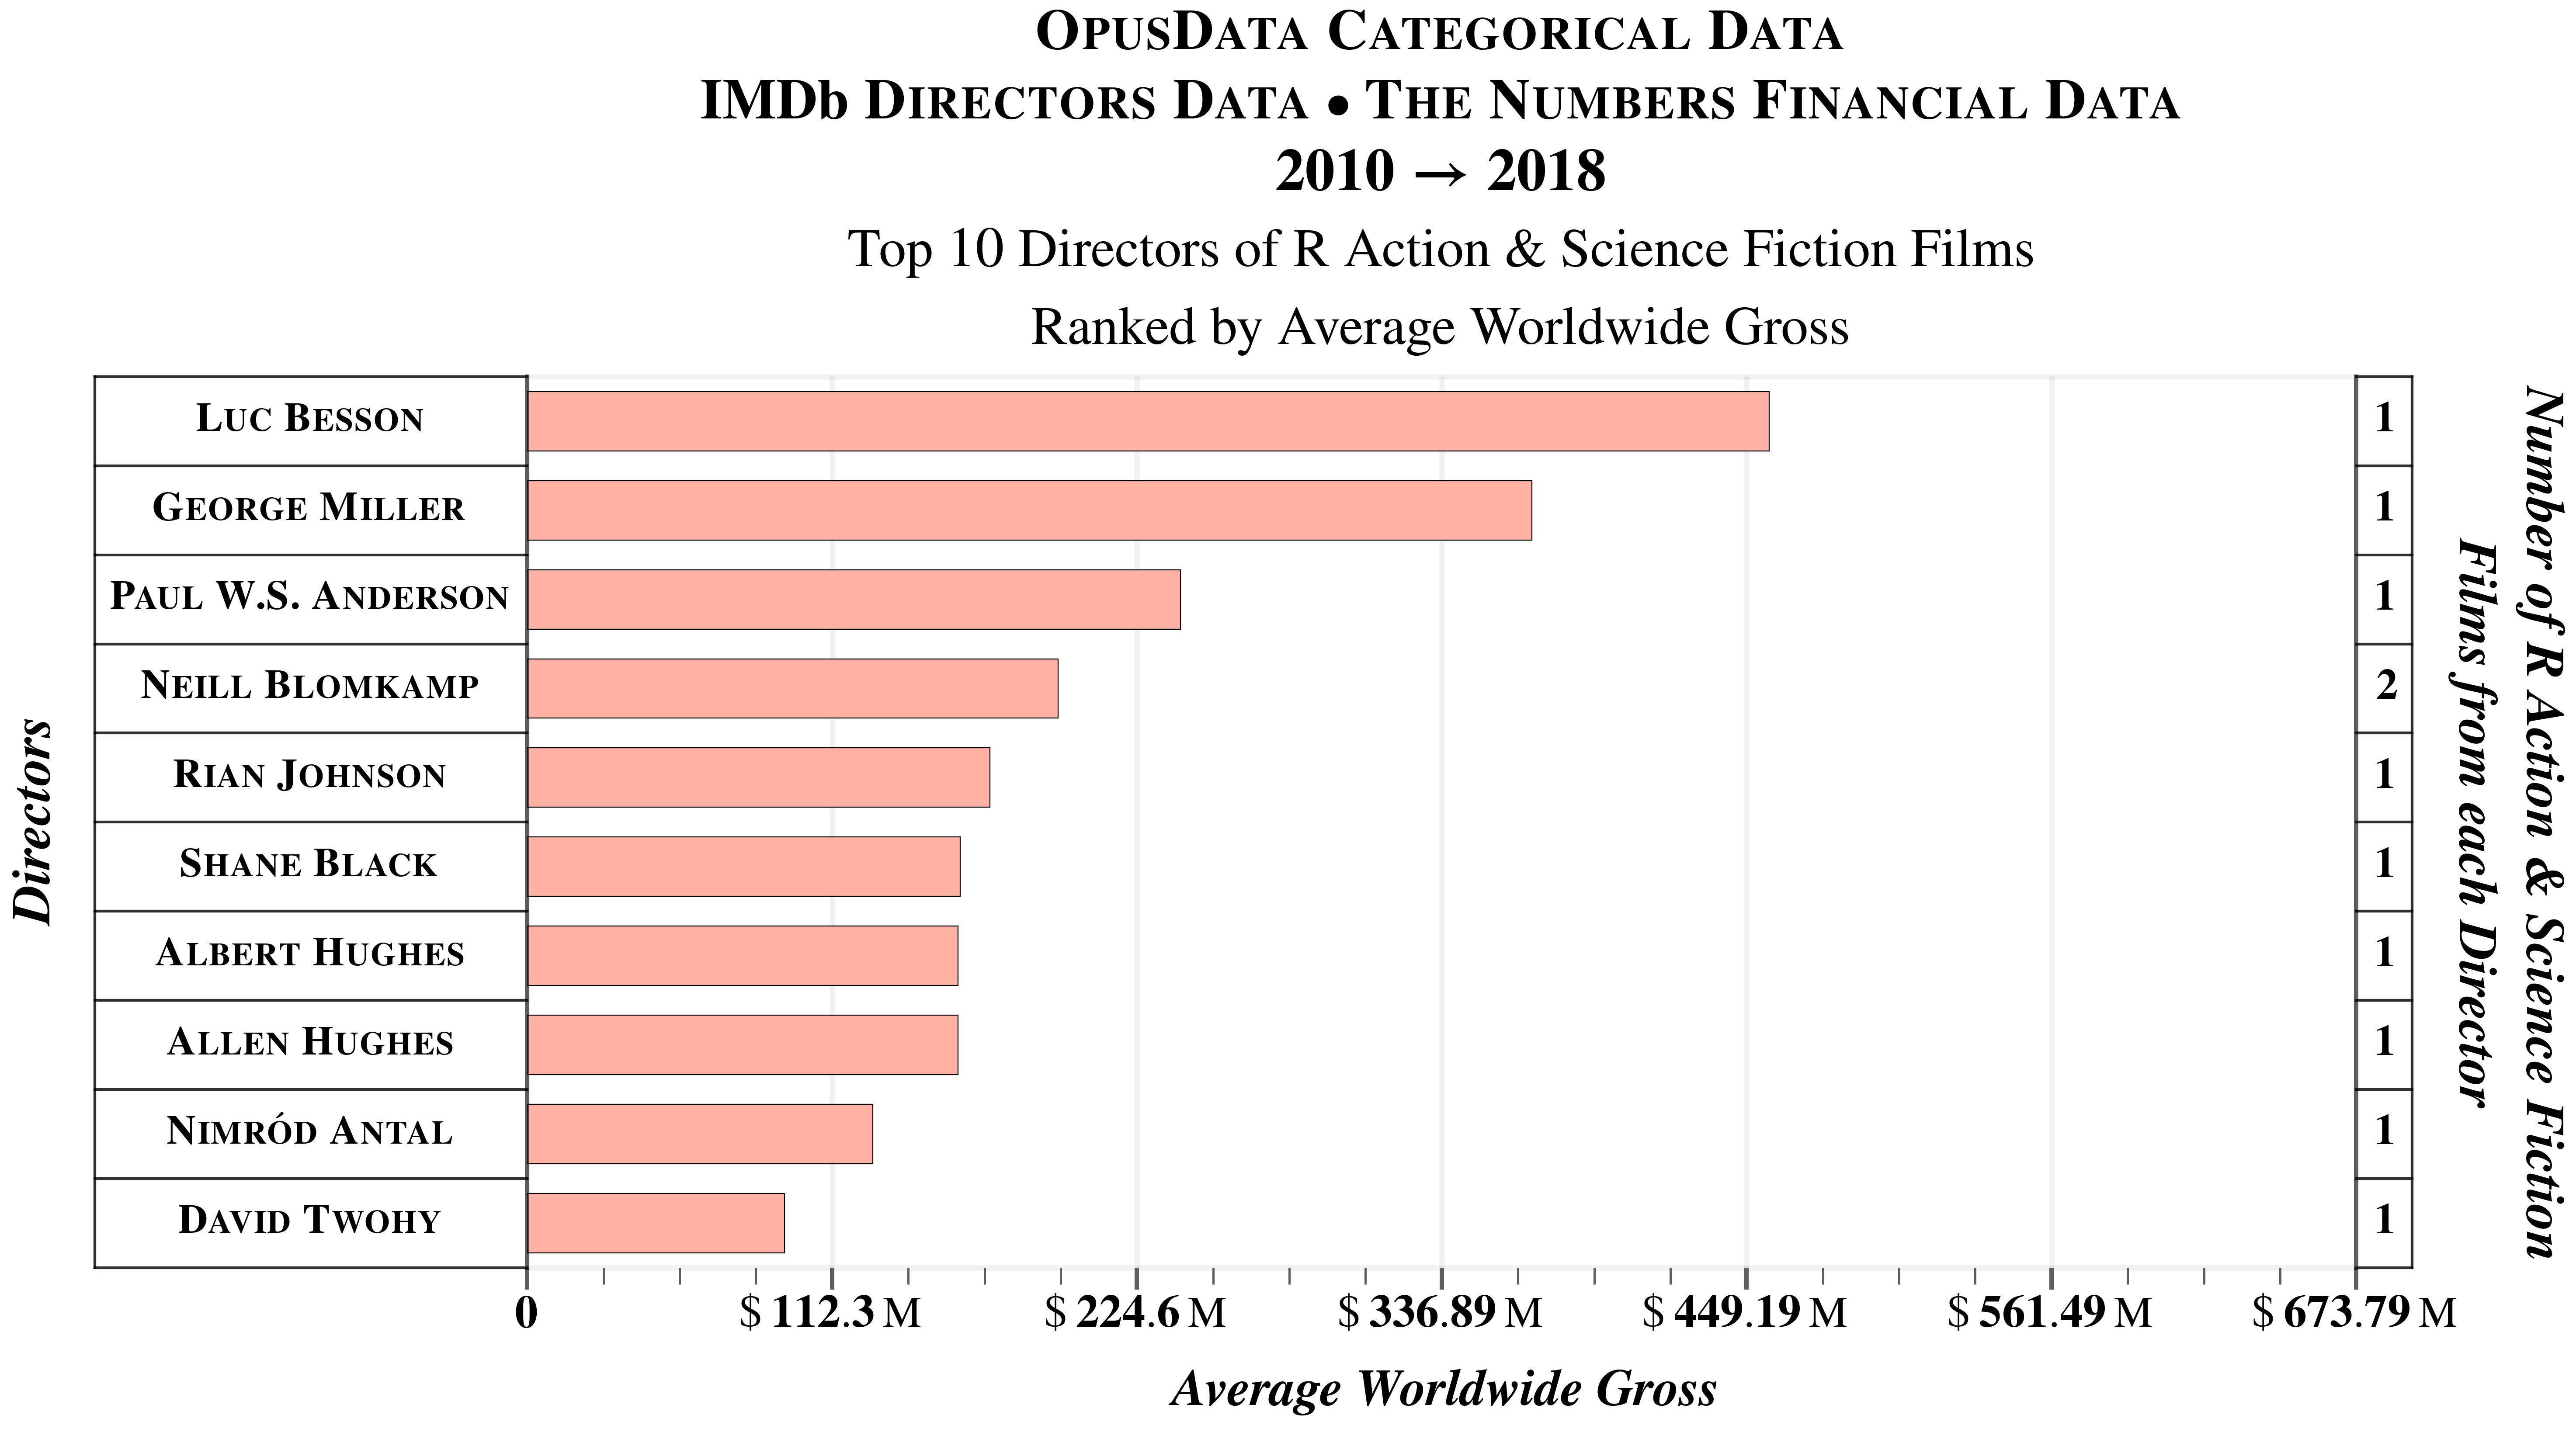 OpusData Categorical Data
IMDb Directors Data • The Numbers Financial Data
2010 → 2018
Top 10 Directors of R Action & Science Fiction Films
Ranked by Average Worldwide Gross
Directors
Luc Besson 1
George Miller 1
Paul W.S. Anderson 1
Neill Blomkamp 2
Rian Johnson 1
Shane Black 1
Albert Hughes 1
Allen Hughes 1
Nimród Antal 1
David Twohy 1
Number of R Action & Science Fiction
Films from each Director
0 $ 112.3 M $ 224.6 M $ 336.89 M $ 449.19 M $ 561.49 M $ 673.79 M
Average Worldwide Gross